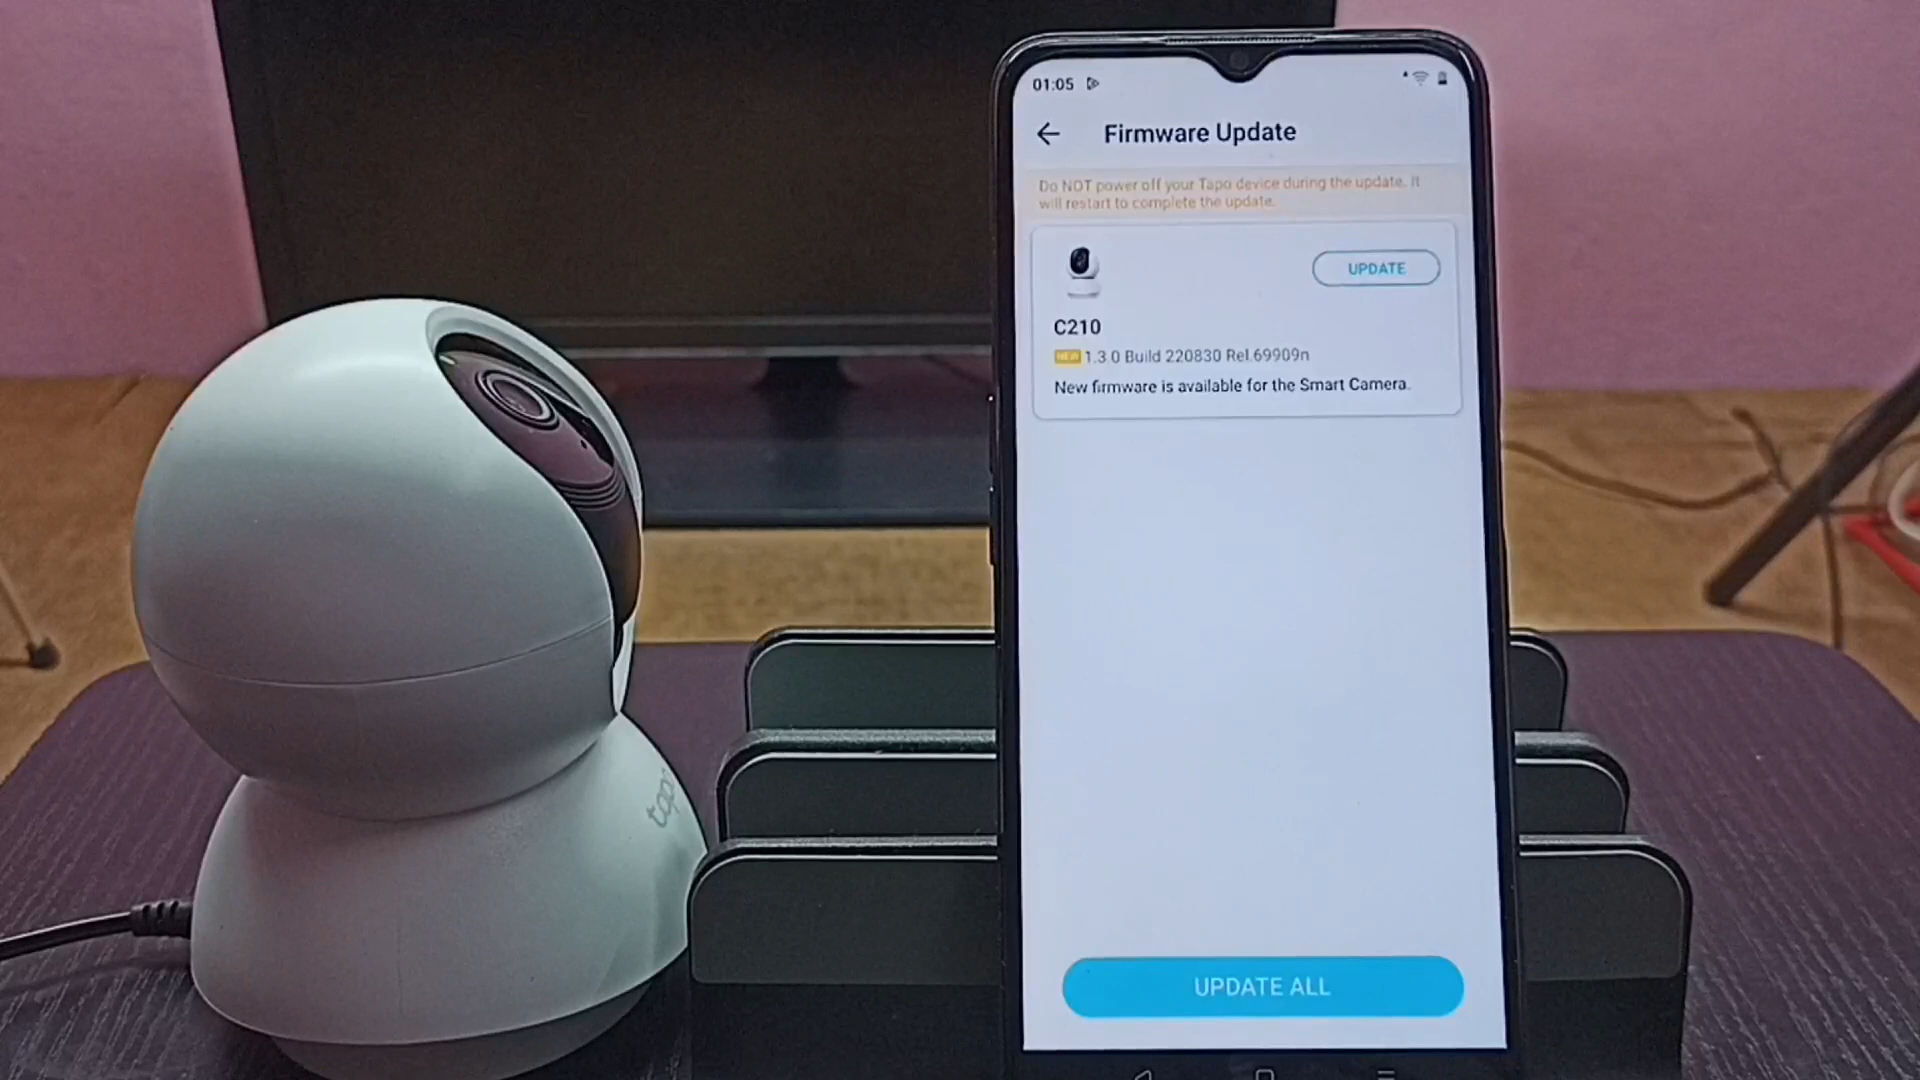 01:05
Firmware Update
Do NOT power off your Tapo device during the update. It
will restart to complete the update.
UPDATE
C210
NEW 1.3.0 Build 220830 Rel.69909n
New firmware is available for the Smart Camera.
tapo
UPDATE ALL